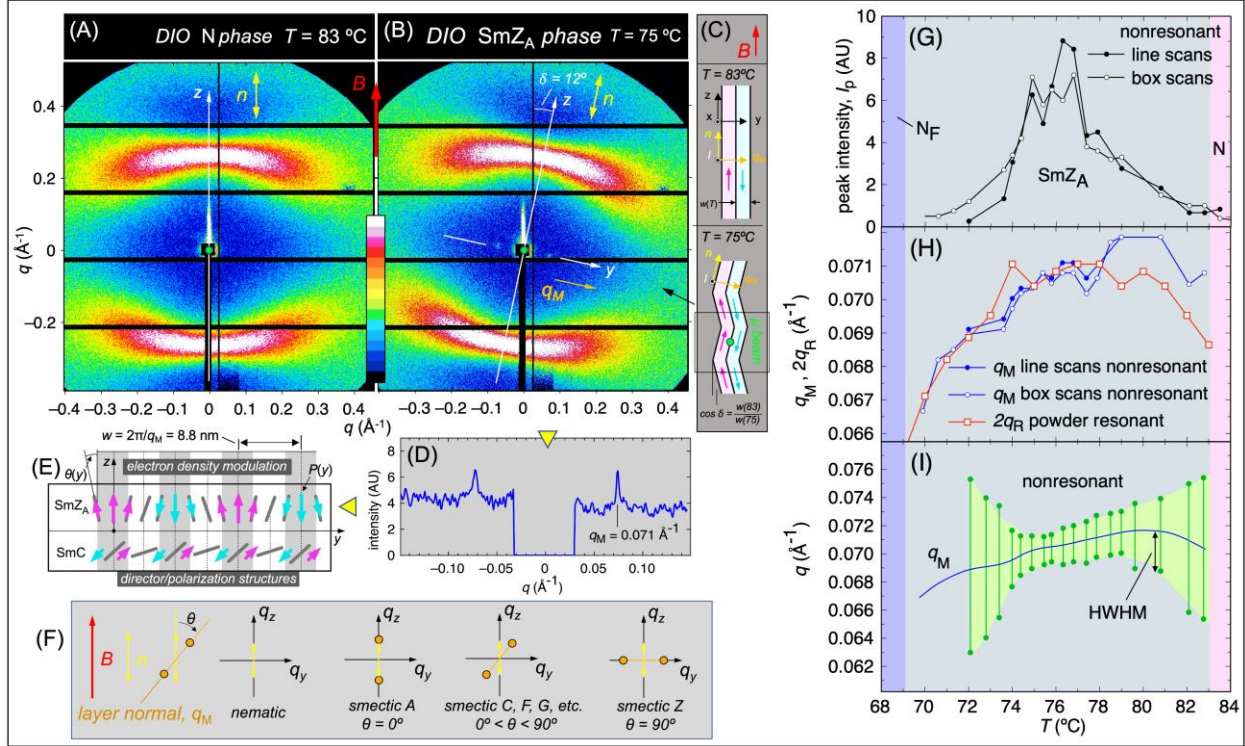 (A)
DIO N phase T = 83 ºC
(B)
DIO SmZA phase T = 75 ºC
B
n
z
q (Å-1)
0.4
0.2
0
−0.2
−0.4 −0.3 −0.2 −0.1 0 0.1 0.2 0.3 0.4
q (Å-1)
δ = 12º
z
n
y
qM
−0.4 −0.3 −0.2 −0.1 0 0.1 0.2 0.3 0.4
q (Å-1)
(C)
B
T = 83ºC
z
x
y
n
l
qM
w(T)
T = 75ºC
n
l
qM
μ beam
cos δ = w(83)/w(75)
w = 2π/qM = 8.8 nm
(E)
θ(y)
z
electron density modulation
P(y)
SmZA
y
SmC
director/polarization structures
(D)
intensity (AU)
8
6
4
2
0
qM = 0.071 Å-1
−0.10 −0.05 0.00 0.05 0.10
q (Å-1)
(F)
B
n
θ
layer normal, qM
qz
qy
nematic
qz
qy
smectic A
θ = 0º
qz
qy
smectic C, F, G, etc.
0º < θ < 90º
qz
qy
smectic Z
θ = 90º
(G)
nonresonant
line scans
box scans
peak intensity, Ip (AU)
10
8
6
4
2
0
NF
SmZA
N
(H)
qM , 2qR (Å-1)
0.071
0.070
0.069
0.068
0.067
0.066
qM line scans nonresonant
qM box scans nonresonant
2qR powder resonant
(I)
nonresonant
q (Å-1)
0.076
0.074
0.072
0.070
0.068
0.066
0.064
0.062
qM
HWHM
68 70 72 74 76 78 80 82 84
T (ºC)